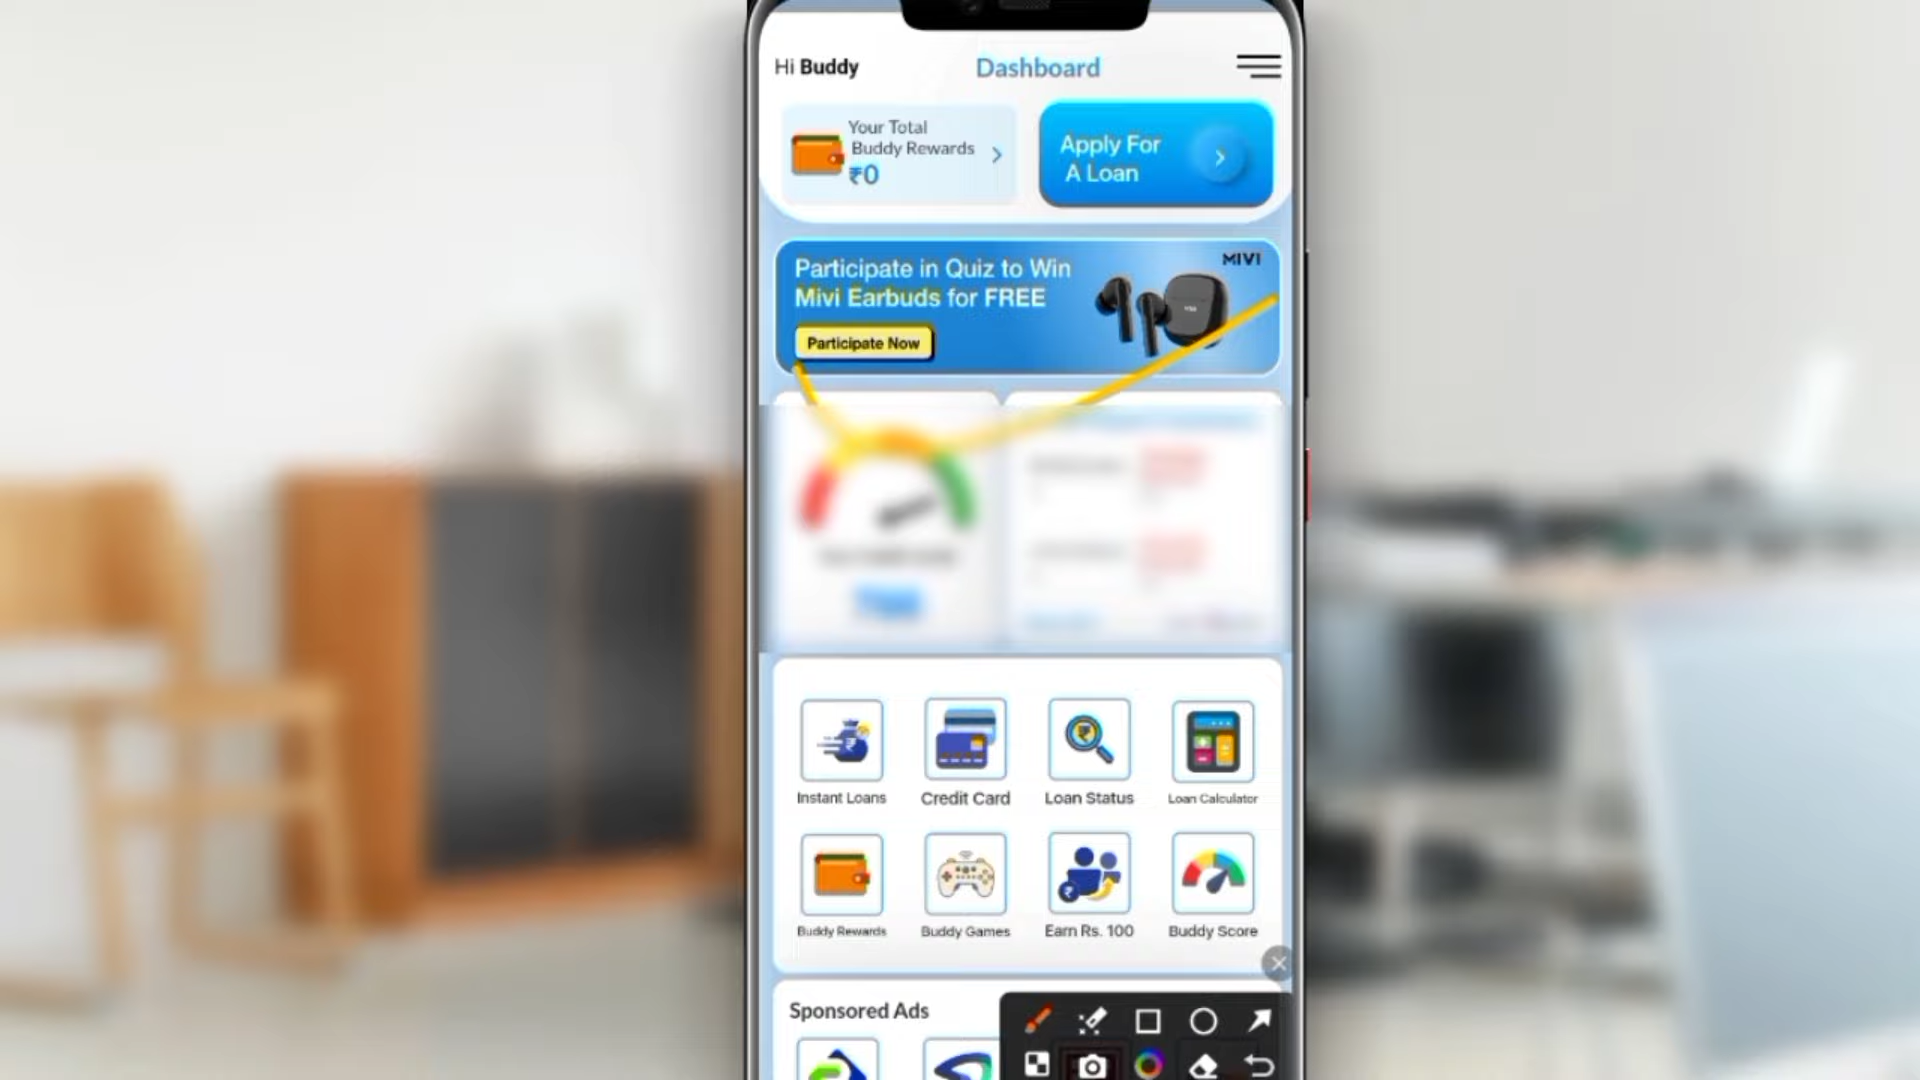 Hi Buddy
Dashboard
Your Total
Buddy Rewards
₹0
Apply For
A Loan
Participate in Quiz to Win
Mivi Earbuds for FREE
Participate Now
MIVI
Instant Loans
Credit Card
Loan Status
Loan Calculator
Buddy Rewards
Buddy Games
Earn Rs. 100
Buddy Score
Sponsored Ads